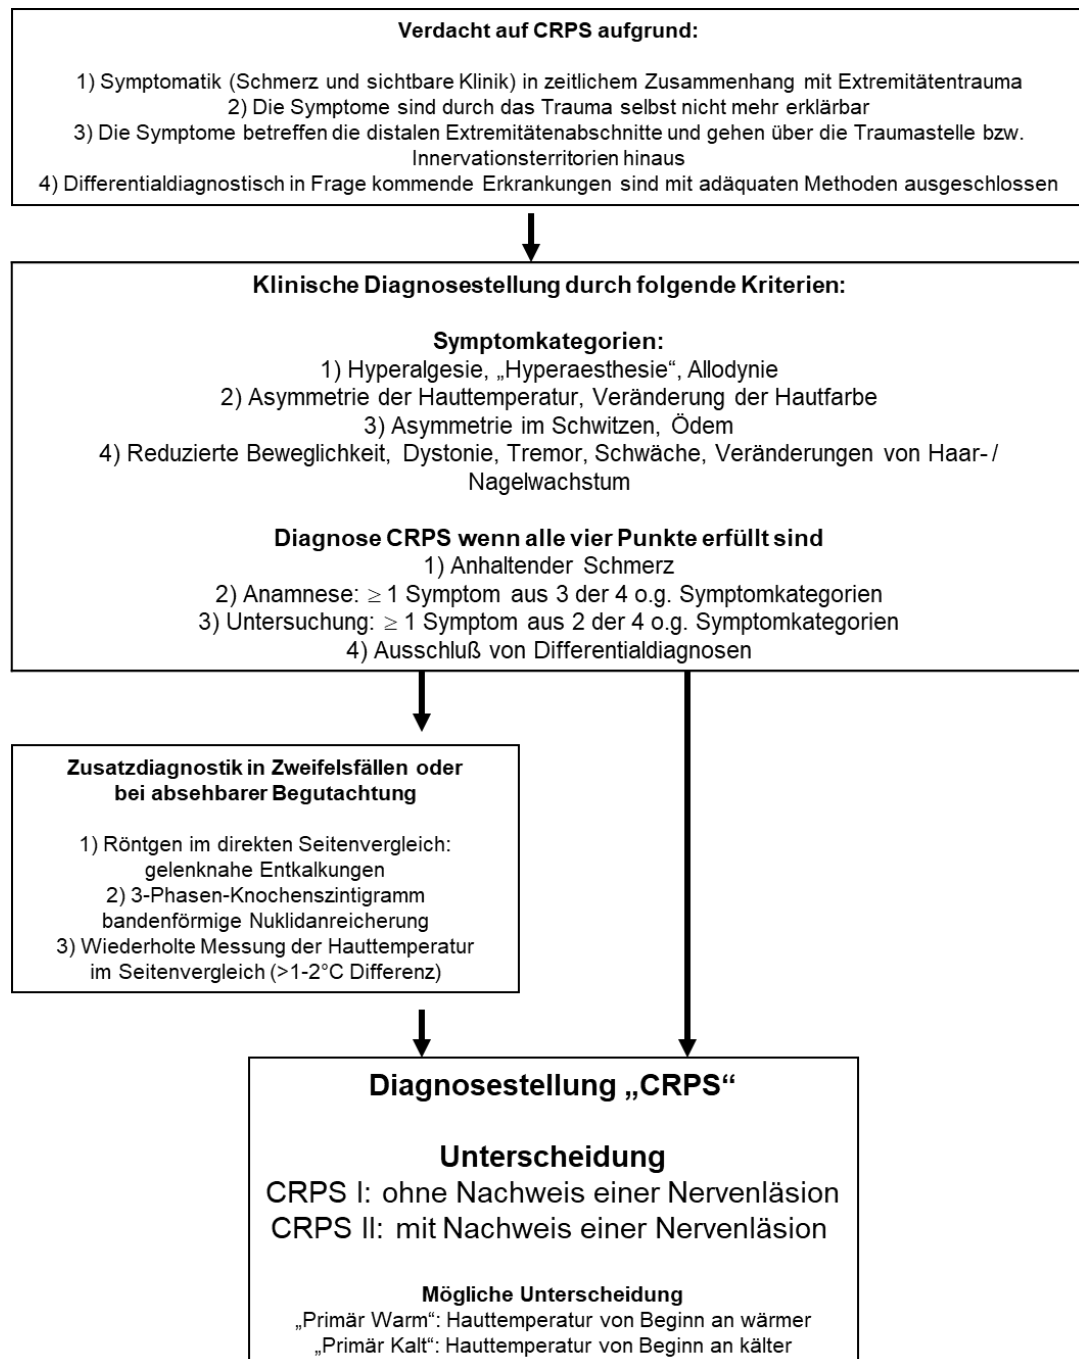 Verdacht auf CRPS aufgrund:
1) Symptomatik (Schmerz und sichtbare Klinik) in zeitlichem Zusammenhang mit Extremitätentrauma
2) Die Symptome sind durch das Trauma selbst nicht mehr erklärbar
3) Die Symptome betreffen die distalen Extremitätenabschnitte und gehen über die Traumastelle bzw.
Innervationsterritorien hinaus
4) Differentialdiagnostisch in Frage kommende Erkrankungen sind mit adäquaten Methoden ausgeschlossen
Klinische Diagnosestellung durch folgende Kriterien:
Symptomkategorien:
1) Hyperalgesie, „Hyperaesthesie“, Allodynie
2) Asymmetrie der Hauttemperatur, Veränderung der Hautfarbe
3) Asymmetrie im Schwitzen, Ödem
4) Reduzierte Beweglichkeit, Dystonie, Tremor, Schwäche, Veränderungen von Haar- /
Nagelwachstum
Diagnose CRPS wenn alle vier Punkte erfüllt sind
1) Anhaltender Schmerz
2) Anamnese: ≥ 1 Symptom aus 3 der 4 o.g. Symptomkategorien
3) Untersuchung: ≥ 1 Symptom aus 2 der 4 o.g. Symptomkategorien
4) Ausschluß von Differentialdiagnosen
Zusatzdiagnostik in Zweifelsfällen oder
bei absehbarer Begutachtung
1) Röntgen im direkten Seitenvergleich:
gelenknahe Entkalkungen
2) 3-Phasen-Knochenszintigramm
bandenförmige Nuklidanreicherung
3) Wiederholte Messung der Hauttemperatur
im Seitenvergleich (>1-2°C Differenz)
Diagnosestellung „CRPS“
Unterscheidung
CRPS I: ohne Nachweis einer Nervenläsion
CRPS II: mit Nachweis einer Nervenläsion
Mögliche Unterscheidung
„Primär Warm“: Hauttemperatur von Beginn an wärmer
„Primär Kalt“: Hauttemperatur von Beginn an kälter